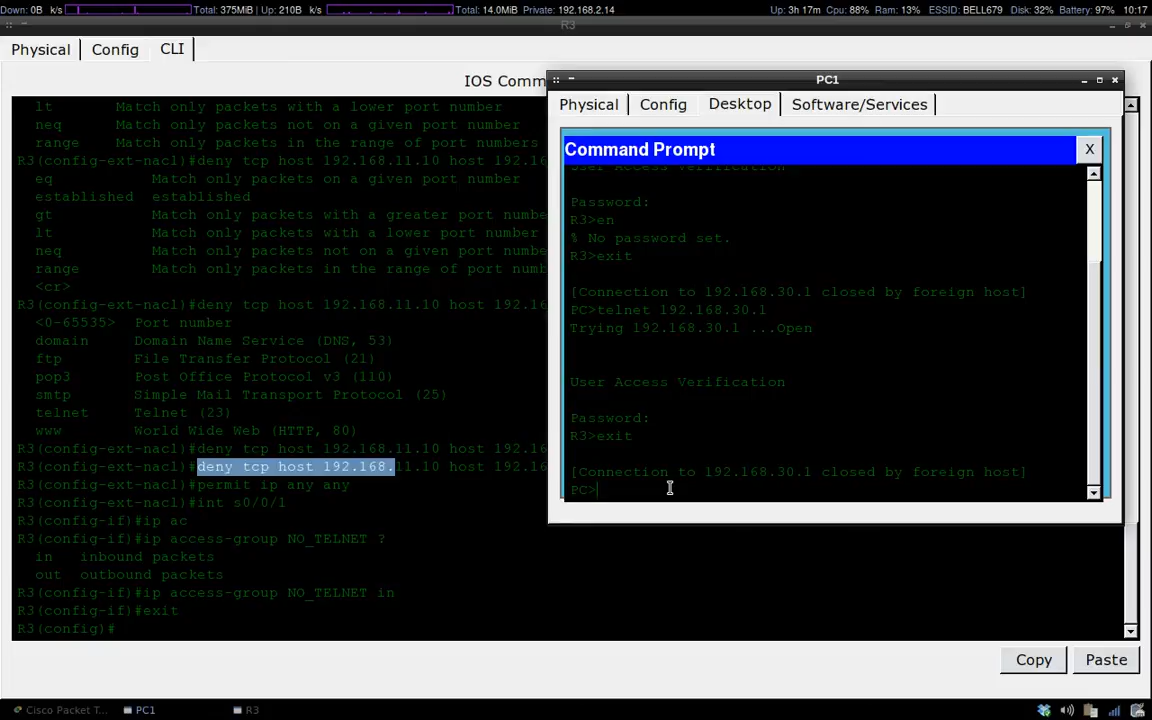 Down: 0B k/s Total: 375MiB | Up: 210B k/s Total: 14.0MiB Private: 192.168.2.14 Up: 3h 17m Cpu: 88% Ram: 13% ESSID: BELL679 Disk: 32% Battery: 97% 10:17
R3
Physical Config CLI
IOS Comm
lt Match only packets with a lower port number
neq Match only packets not on a given port number
range Match only packets in the range of port numbers
R3(config-ext-nacl)#deny tcp host 192.168.11.10 host 192.16
eq Match only packets on a given port number
established established
gt Match only packets with a greater port numbe
lt Match only packets with a lower port number
neq Match only packets not on a given port numb
range Match only packets in the range of port numb
<cr>
R3(config-ext-nacl)#deny tcp host 192.168.11.10 host 192.16
<0-65535> Port number
domain Domain Name Service (DNS, 53)
ftp File Transfer Protocol (21)
pop3 Post Office Protocol v3 (110)
smtp Simple Mail Transport Protocol (25)
telnet Telnet (23)
www World Wide Web (HTTP, 80)
R3(config-ext-nacl)#deny tcp host 192.168.11.10 host 192.16
R3(config-ext-nacl)#deny tcp host 192.168.11.10 host 192.16
R3(config-ext-nacl)#permit ip any any
R3(config-ext-nacl)#int s0/0/1
R3(config-if)#ip ac
R3(config-if)#ip access-group NO_TELNET ?
in inbound packets
out outbound packets
R3(config-if)#ip access-group NO_TELNET in
R3(config-if)#exit
R3(config)#
Copy Paste
PC1
Physical Config Desktop Software/Services
Command Prompt X
User Access Verification
Password:
R3>en
% No password set.
R3>exit
[Connection to 192.168.30.1 closed by foreign host]
PC>telnet 192.168.30.1
Trying 192.168.30.1 ...Open
User Access Verification
Password:
R3>exit
[Connection to 192.168.30.1 closed by foreign host]
PC>
Cisco Packet T... PC1 R3